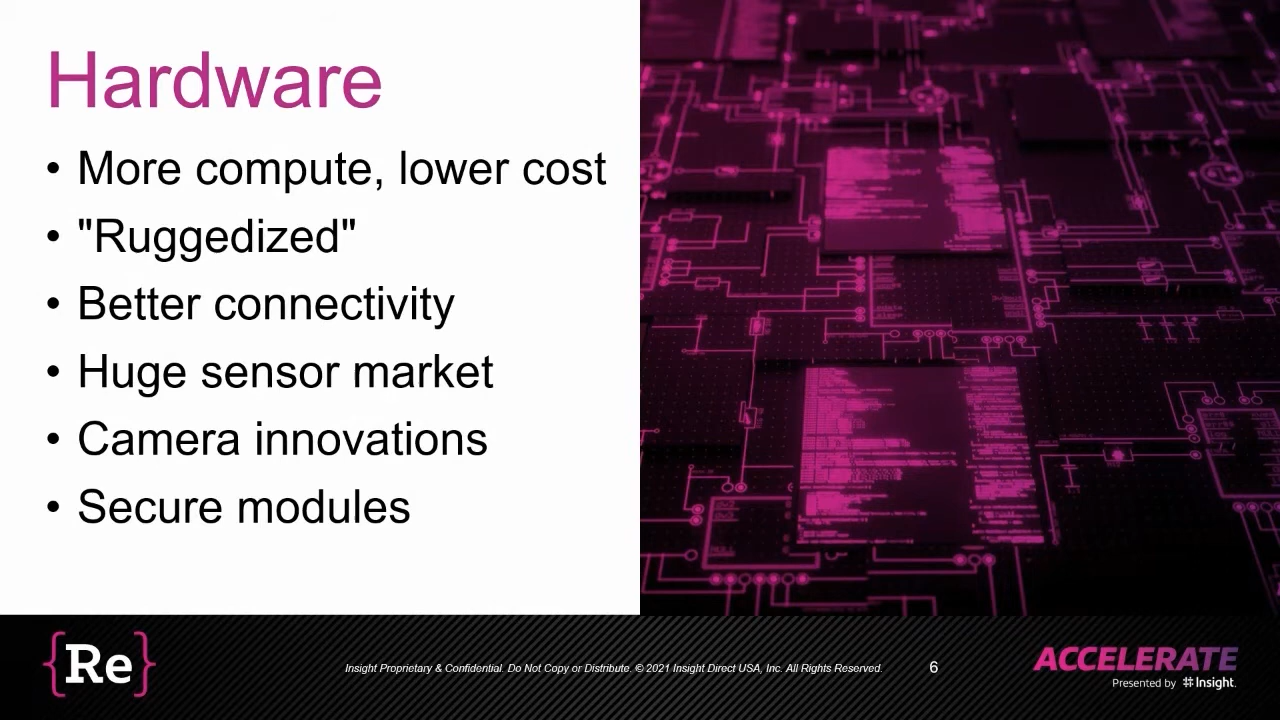 Hardware
• More compute, lower cost
• "Ruggedized"
• Better connectivity
• Huge sensor market
• Camera innovations
• Secure modules
{Re}
Insight Proprietary & Confidential. Do Not Copy or Distribute. © 2021 Insight Direct USA, Inc. All Rights Reserved.
6
ACCELERATE
Presented by Insight.